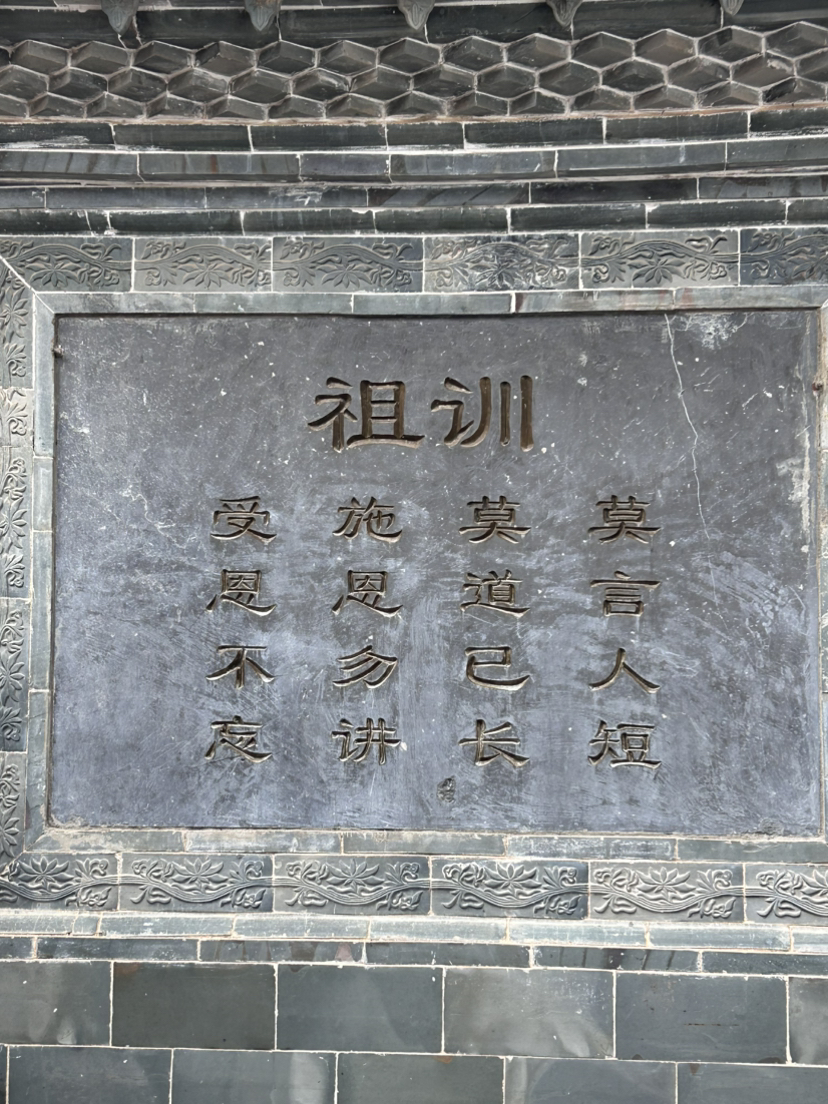 祖训
莫言人短
莫道己长
施恩勿讲
受恩不忘